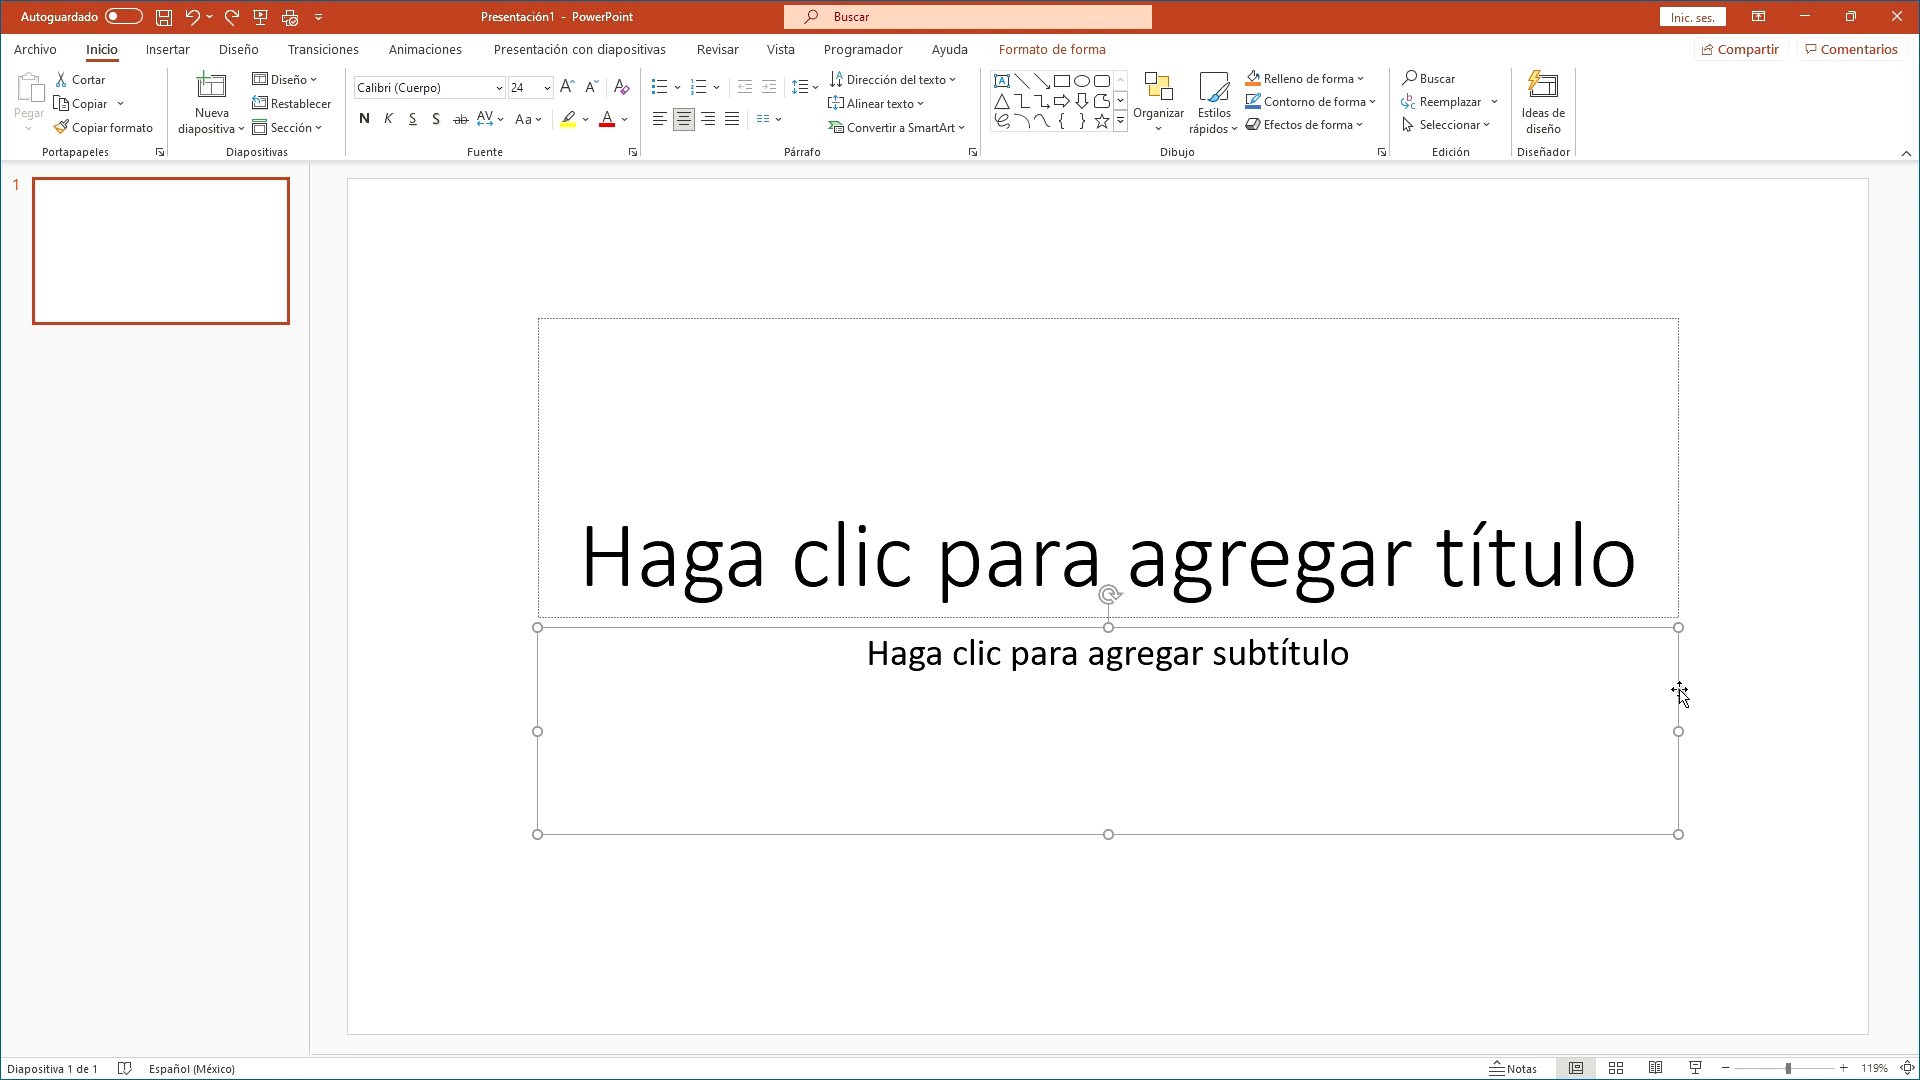 Autoguardado
Presentación1 - PowerPoint
Buscar
Inic. ses.
Archivo
Inicio
Insertar
Diseño
Transiciones
Animaciones
Presentación con diapositivas
Revisar
Vista
Programador
Ayuda
Formato de forma
Compartir
Comentarios
Pegar
Cortar
Copiar
Copiar formato
Portapapeles
Nueva
diapositiva
Diseño
Restablecer
Sección
Diapositivas
Calibri (Cuerpo)
24
N K S ab AV Aa A
Fuente
Dirección del texto
Alinear texto
Convertir a SmartArt
Párrafo
Organizar
Estilos
rápidos
Relleno de forma
Contorno de forma
Efectos de forma
Dibujo
Buscar
Reemplazar
Seleccionar
Edición
Ideas de
diseño
Diseñador
1
Haga clic para agregar título
Haga clic para agregar subtítulo
Diapositiva 1 de 1
Español (México)
Notas
119%